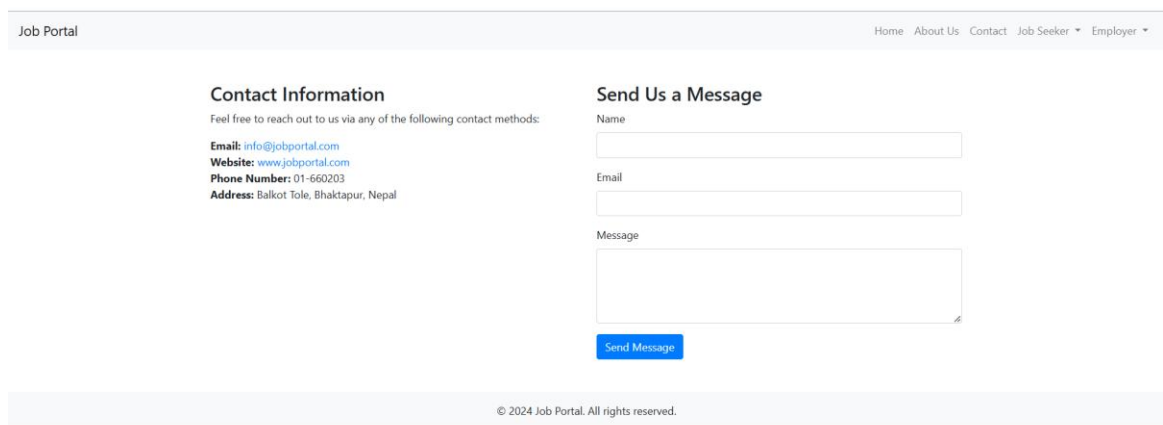 Job Portal
Home About Us Contact Job Seeker Employer
Contact Information
Feel free to reach out to us via any of the following contact methods:
Email: info@jobportal.com
Website: www.jobportal.com
Phone Number: 01-660203
Address: Balkot Tole, Bhaktapur, Nepal
Send Us a Message
Name
Email
Message
Send Message
© 2024 Job Portal. All rights reserved.